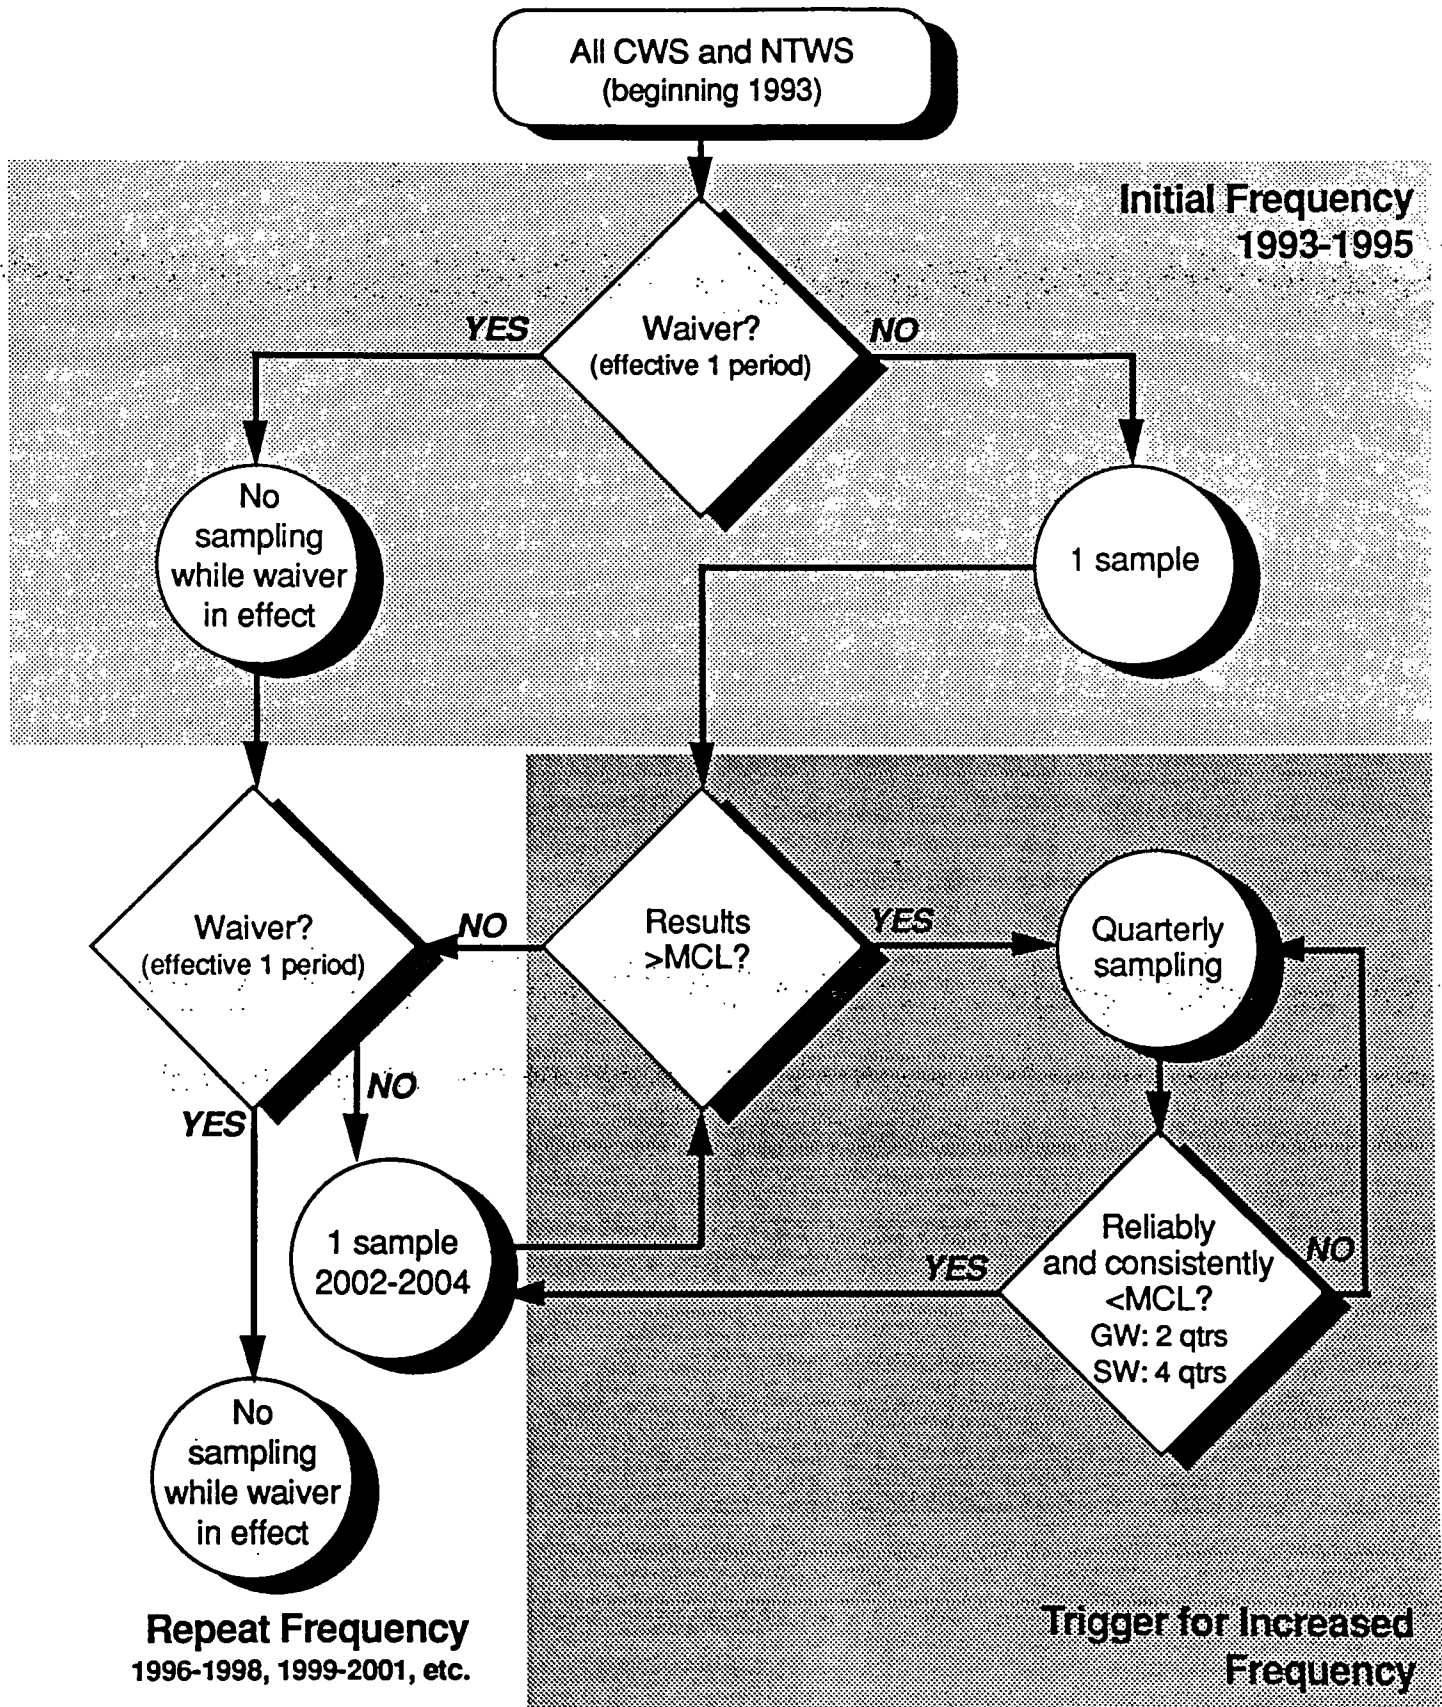 All CWS and NTWS
(beginning 1993)
Initial Frequency
1993-1995
Waiver?
(effective 1 period)
YES
NO
No
sampling
while waiver
in effect
1 sample
Waiver?
(effective 1 period)
NO
Results
>MCL?
YES
Quarterly
sampling
NO
YES
1 sample
2002-2004
YES
Reliably
and consistently
<MCL?
GW: 2 qtrs
SW: 4 qtrs
NO
No
sampling
while waiver
in effect
Repeat Frequency
1996-1998, 1999-2001, etc.
Trigger for Increased
Frequency